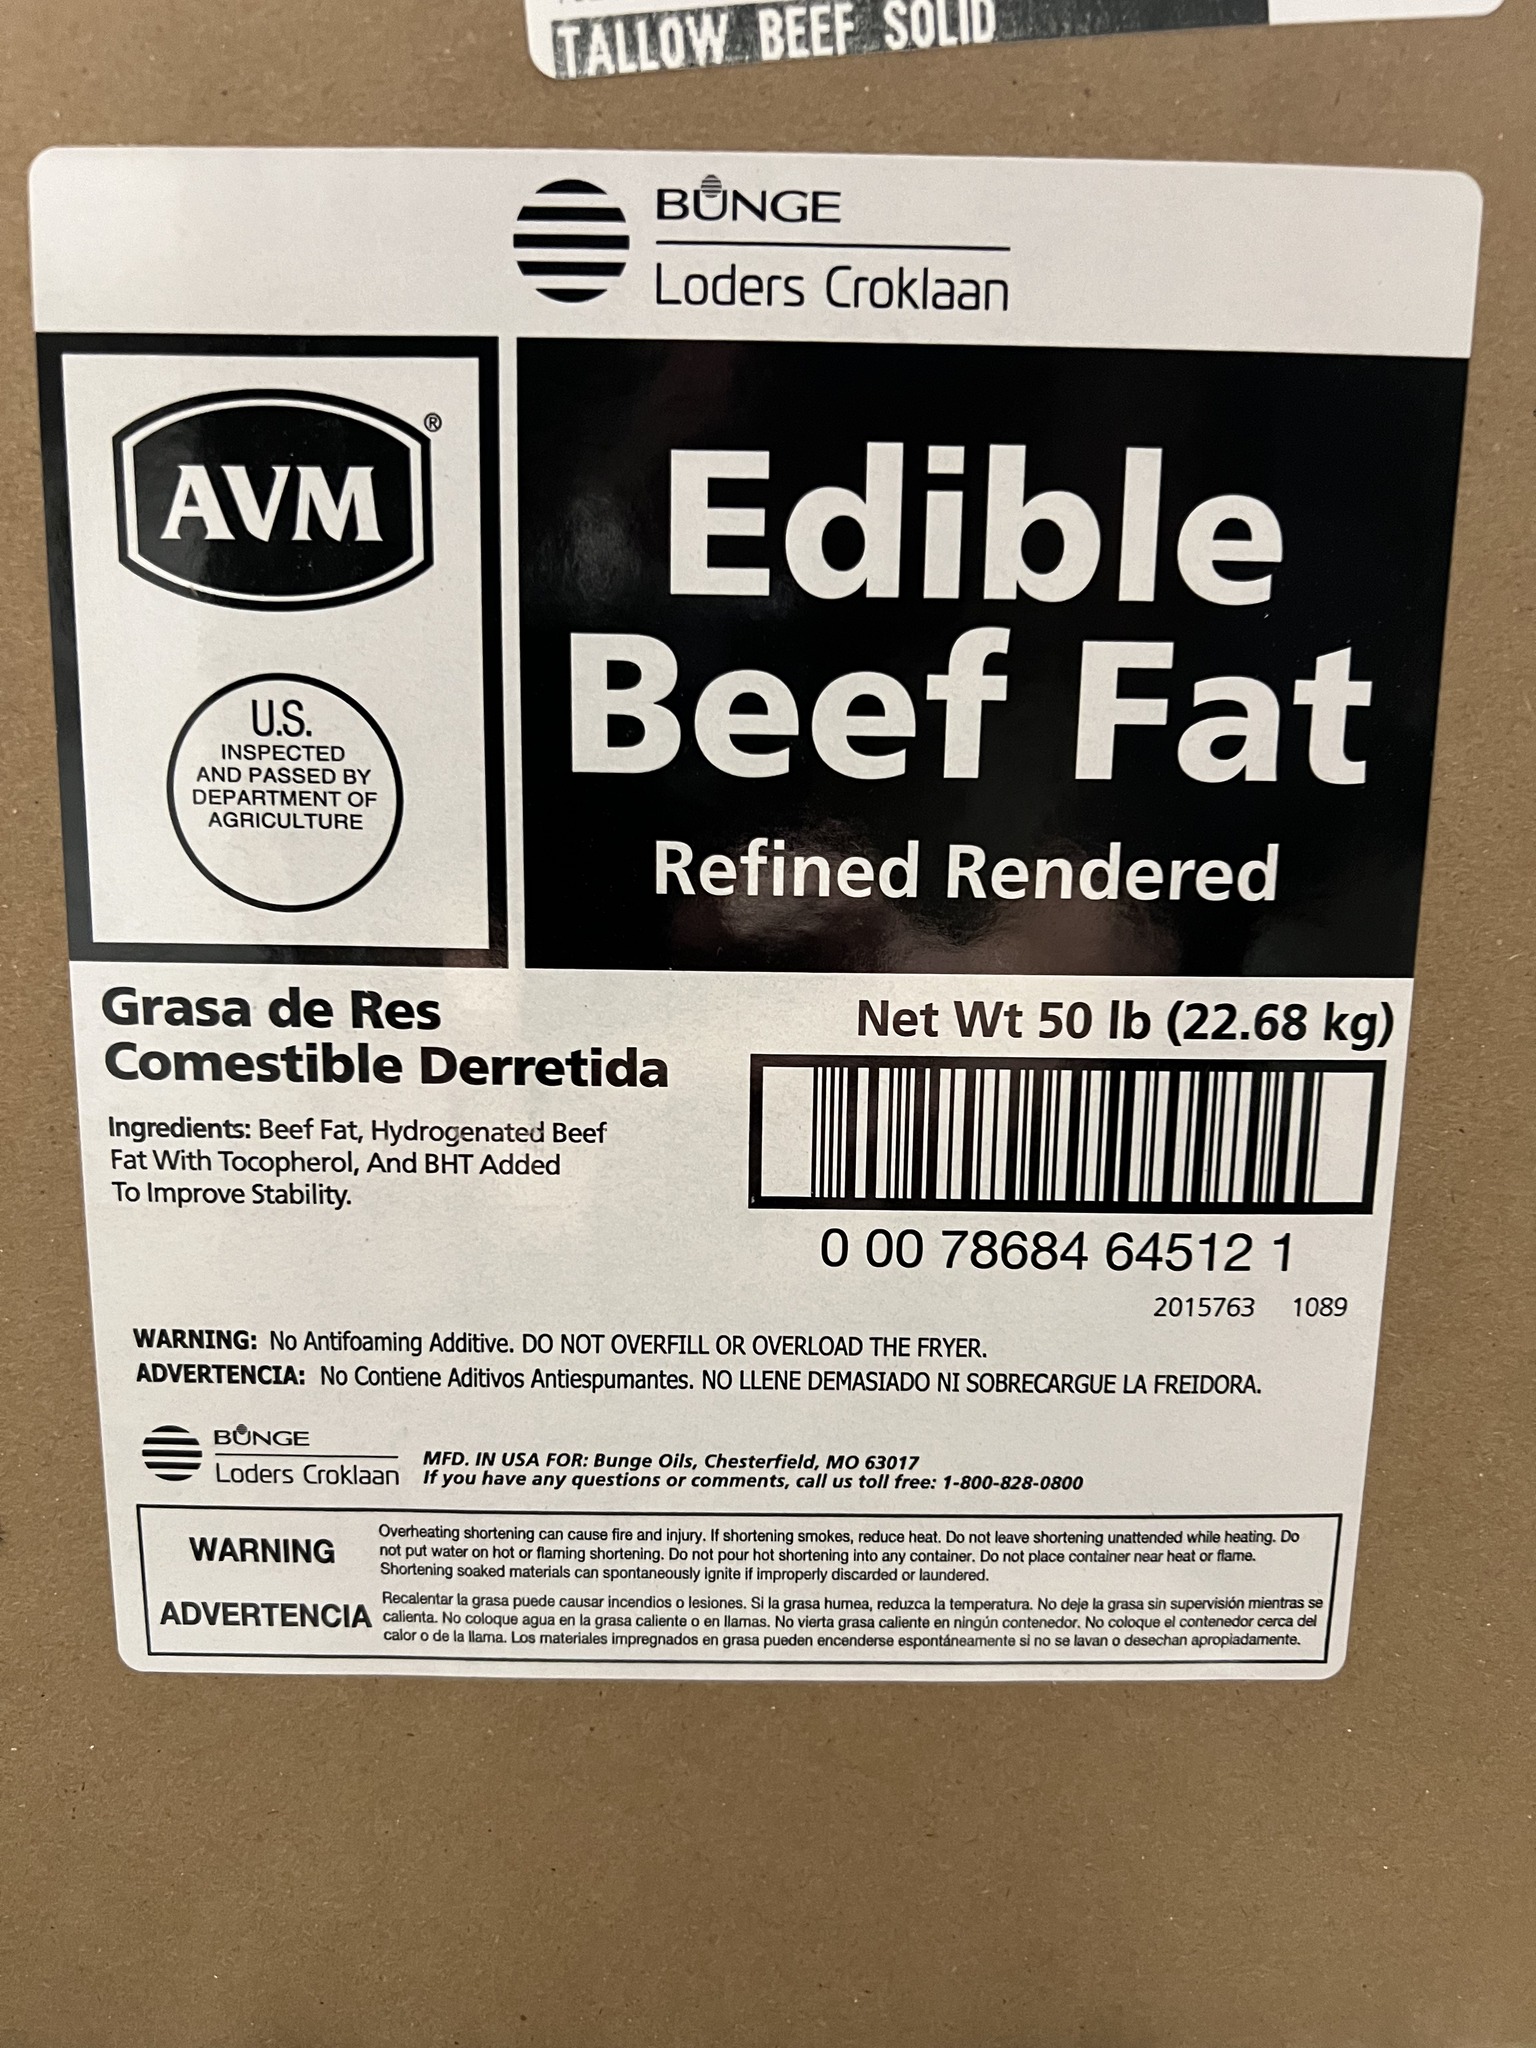 TALLOW BEEF SOLID
BUNGE
Loders Croklaan
AVM®
U.S.
INSPECTED
AND PASSED BY
DEPARTMENT OF
AGRICULTURE
Edible
Beef Fat
Refined Rendered
Grasa de Res
Comestible Derretida
Ingredients: Beef Fat, Hydrogenated Beef
Fat With Tocopherol, And BHT Added
To Improve Stability.
Net Wt 50 lb (22.68 kg)
0 00 78684 64512 1
2015763 1089
WARNING: No Antifoaming Additive. DO NOT OVERFILL OR OVERLOAD THE FRYER.
ADVERTENCIA: No Contiene Aditivos Antiespumantes. NO LLENE DEMASIADO NI SOBRECARGUE LA FREIDORA.
BUNGE
Loders Croklaan
MFD. IN USA FOR: Bunge Oils, Chesterfield, MO 63017
If you have any questions or comments, call us toll free: 1-800-828-0800
WARNING
Overheating shortening can cause fire and injury. If shortening smokes, reduce heat. Do not leave shortening unattended while heating. Do
not put water on hot or flaming shortening. Do not pour hot shortening into any container. Do not place container near heat or flame.
Shortening soaked materials can spontaneously ignite if improperly discarded or laundered.
ADVERTENCIA
Recalentar la grasa puede causar incendios o lesiones. Si la grasa humea, reduzca la temperatura. No deje la grasa sin supervisión mientras se
calienta. No coloque agua en la grasa caliente o en llamas. No vierta grasa caliente en ningún contenedor. No coloque el contenedor cerca del
calor o de la llama. Los materiales impregnados en grasa pueden encenderse espontáneamente si no se lavan o desechan apropiadamente.